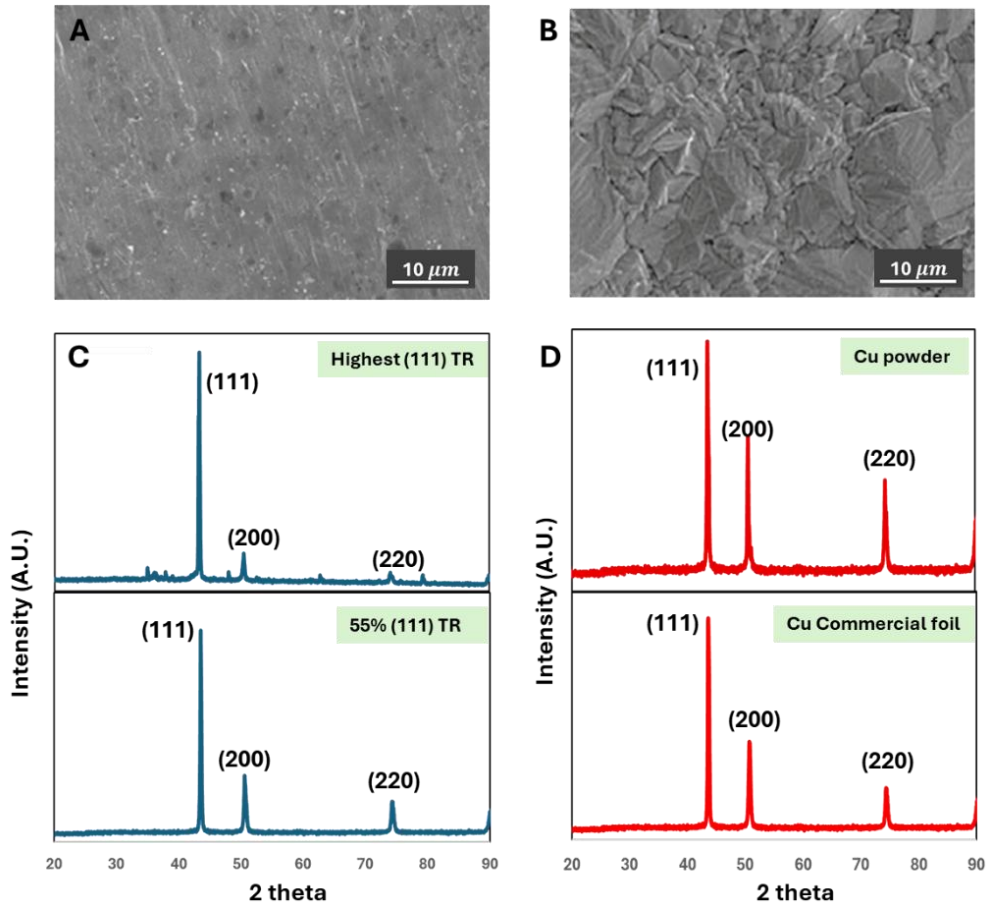 A
10 μm
B
10 μm
C
Highest (111) TR
(111)
(200)
(220)
55% (111) TR
(111)
(200)
(220)
Intensity (A.U.)
20 30 40 50 60 70 80 90
2 theta
D
Cu powder
(111)
(200)
(220)
Cu Commercial foil
(111)
(200)
(220)
Intensity (A.U.)
20 30 40 50 60 70 80 90
2 theta